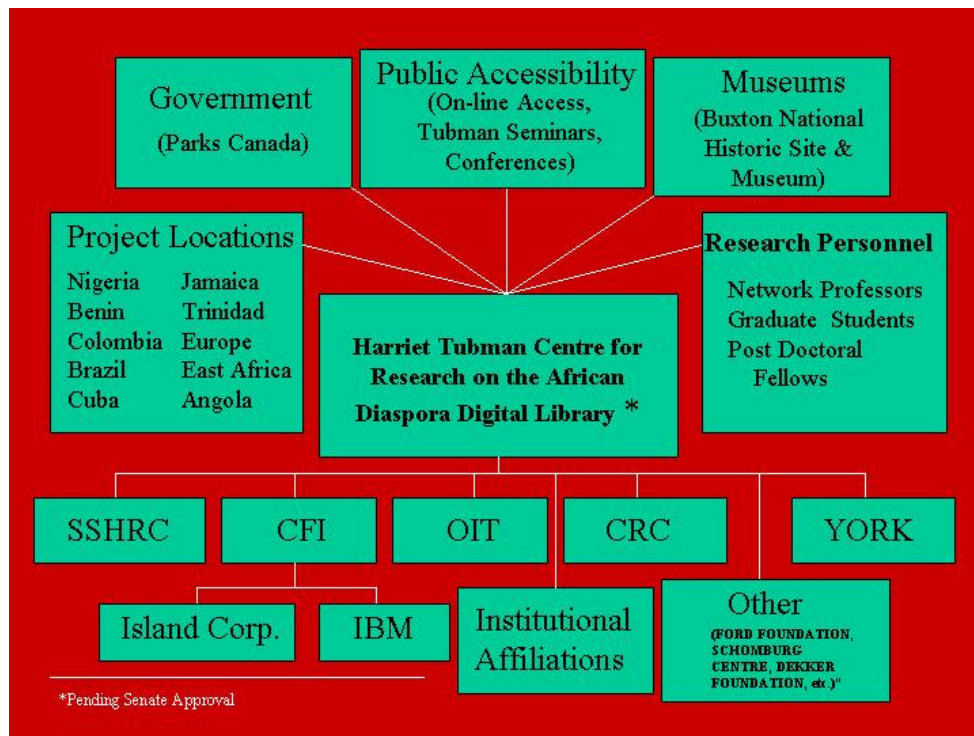 Government
(Parks Canada)
Public Accessibility
(On-line Access,
Tubman Seminars,
Conferences)
Museums
(Buxton National
Historic Site &
Museum)
Project Locations
Nigeria Jamaica
Benin Trinidad
Colombia Europe
Brazil East Africa
Cuba Angola
Harriet Tubman Centre for
Research on the African
Diaspora Digital Library *
Research Personnel
Network Professors
Graduate Students
Post Doctoral
Fellows
SSHRC
CFI
OIT
CRC
YORK
Island Corp.
IBM
Institutional
Affiliations
Other
(FORD FOUNDATION,
SCHOMBURG
CENTRE, DEKKER
FOUNDATION, etc.)"
*Pending Senate Approval